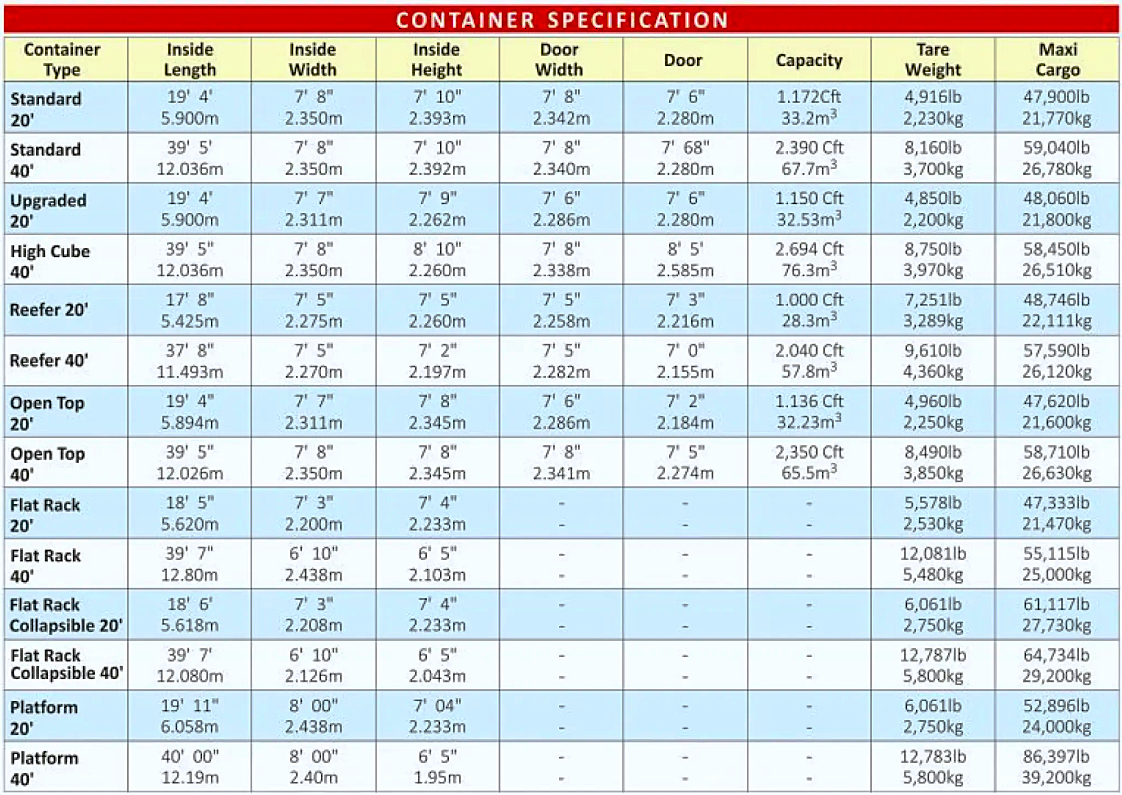 CONTAINER SPECIFICATION
Container Type Inside Length Inside Width Inside Height Door Width Door Capacity Tare Weight Maxi Cargo
Standard 19' 4' 7' 8" 7' 10" 7' 8" 7' 6" 1.172Cft 4,916lb 47,900lb
20' 5.900m 2.350m 2.393m 2.342m 2.280m 33.2m³ 2,230kg 21,770kg
Standard 39' 5' 7' 8" 7' 10" 7' 8" 7' 68" 2.390 Cft 8,160lb 59,040lb
40' 12.036m 2.350m 2.392m 2.340m 2.280m 67.7m³ 3,700kg 26,780kg
Upgraded 19' 4' 7' 7" 7' 9" 7' 6" 7' 6" 1.150 Cft 4,850lb 48,060lb
20' 5.900m 2.311m 2.262m 2.286m 2.280m 32.53m³ 2,200kg 21,800kg
High Cube 39' 5" 7' 8" 8' 10" 7' 8" 8' 5' 2.694 Cft 8,750lb 58,450lb
40' 12.036m 2.350m 2.260m 2.338m 2.585m 76.3m³ 3,970kg 26,510kg
Reefer 20' 17' 8" 7' 5" 7' 5" 7' 5" 7' 3" 1.000 Cft 7,251lb 48,746lb
5.425m 2.275m 2.260m 2.258m 2.216m 28.3m³ 3,289kg 22,111kg
Reefer 40' 37' 8" 7' 5" 7' 2" 7' 5" 7' 0" 2.040 Cft 9,610lb 57,590lb
11.493m 2.270m 2.197m 2.282m 2.155m 57.8m³ 4,360kg 26,120kg
Open Top 19' 4" 7' 7" 7' 8" 7' 6" 7' 2" 1.136 Cft 4,960lb 47,620lb
20' 5.894m 2.311m 2.345m 2.286m 2.184m 32.23m³ 2,250kg 21,600kg
Open Top 39' 5" 7' 8" 7' 8" 7' 8" 7' 5" 2,350 Cft 8,490lb 58,710lb
40' 12.026m 2.350m 2.345m 2.341m 2.274m 65.5m³ 3,850kg 26,630kg
Flat Rack 18' 5" 7' 3" 7' 4" - - - 5,578lb 47,333lb
20' 5.620m 2.200m 2.233m - - - 2,530kg 21,470kg
Flat Rack 39' 7" 6' 10" 6' 5" - - - 12,081lb 55,115lb
40' 12.80m 2.438m 2.103m - - - 5,480kg 25,000kg
Flat Rack 18' 6' 7' 3" 7' 4" - - - 6,061lb 61,117lb
Collapsible 20' 5.618m 2.208m 2.233m - - - 2,750kg 27,730kg
Flat Rack 39' 7' 6' 10" 6' 5" - - - 12,787lb 64,734lb
Collapsible 40' 12.080m 2.126m 2.043m - - - 5,800kg 29,200kg
Platform 19' 11" 8' 00" 7' 04" - - - 6,061lb 52,896lb
20' 6.058m 2.438m 2.233m - - - 2,750kg 24,000kg
Platform 40' 00" 8' 00" 6' 5" - - - 12,783lb 86,397lb
40' 12.19m 2.40m 1.95m - - - 5,800kg 39,200kg